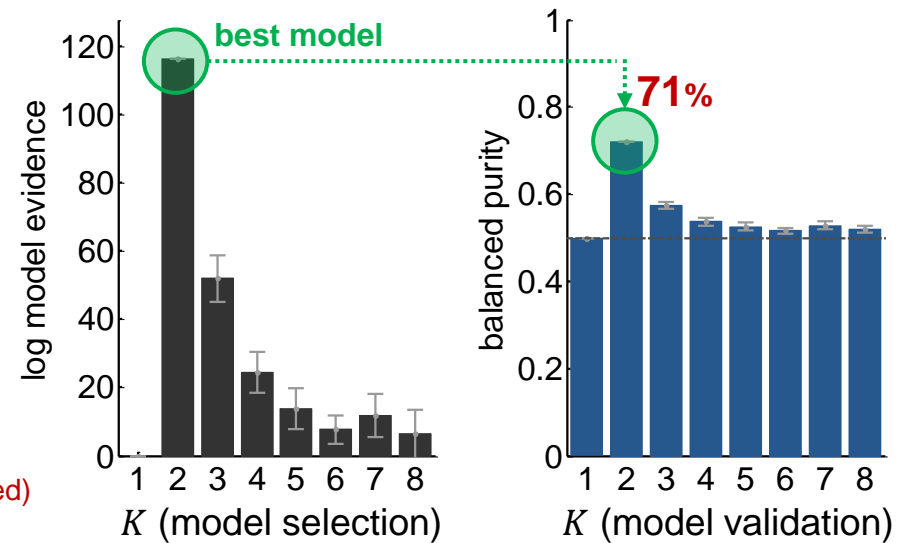 best model
71%
log model evidence
120
100
80
60
40
20
0
1 2 3 4 5 6 7 8
K (model selection)
balanced purity
1
0.8
0.6
0.4
0.2
0
1 2 3 4 5 6 7 8
K (model validation)
ed)